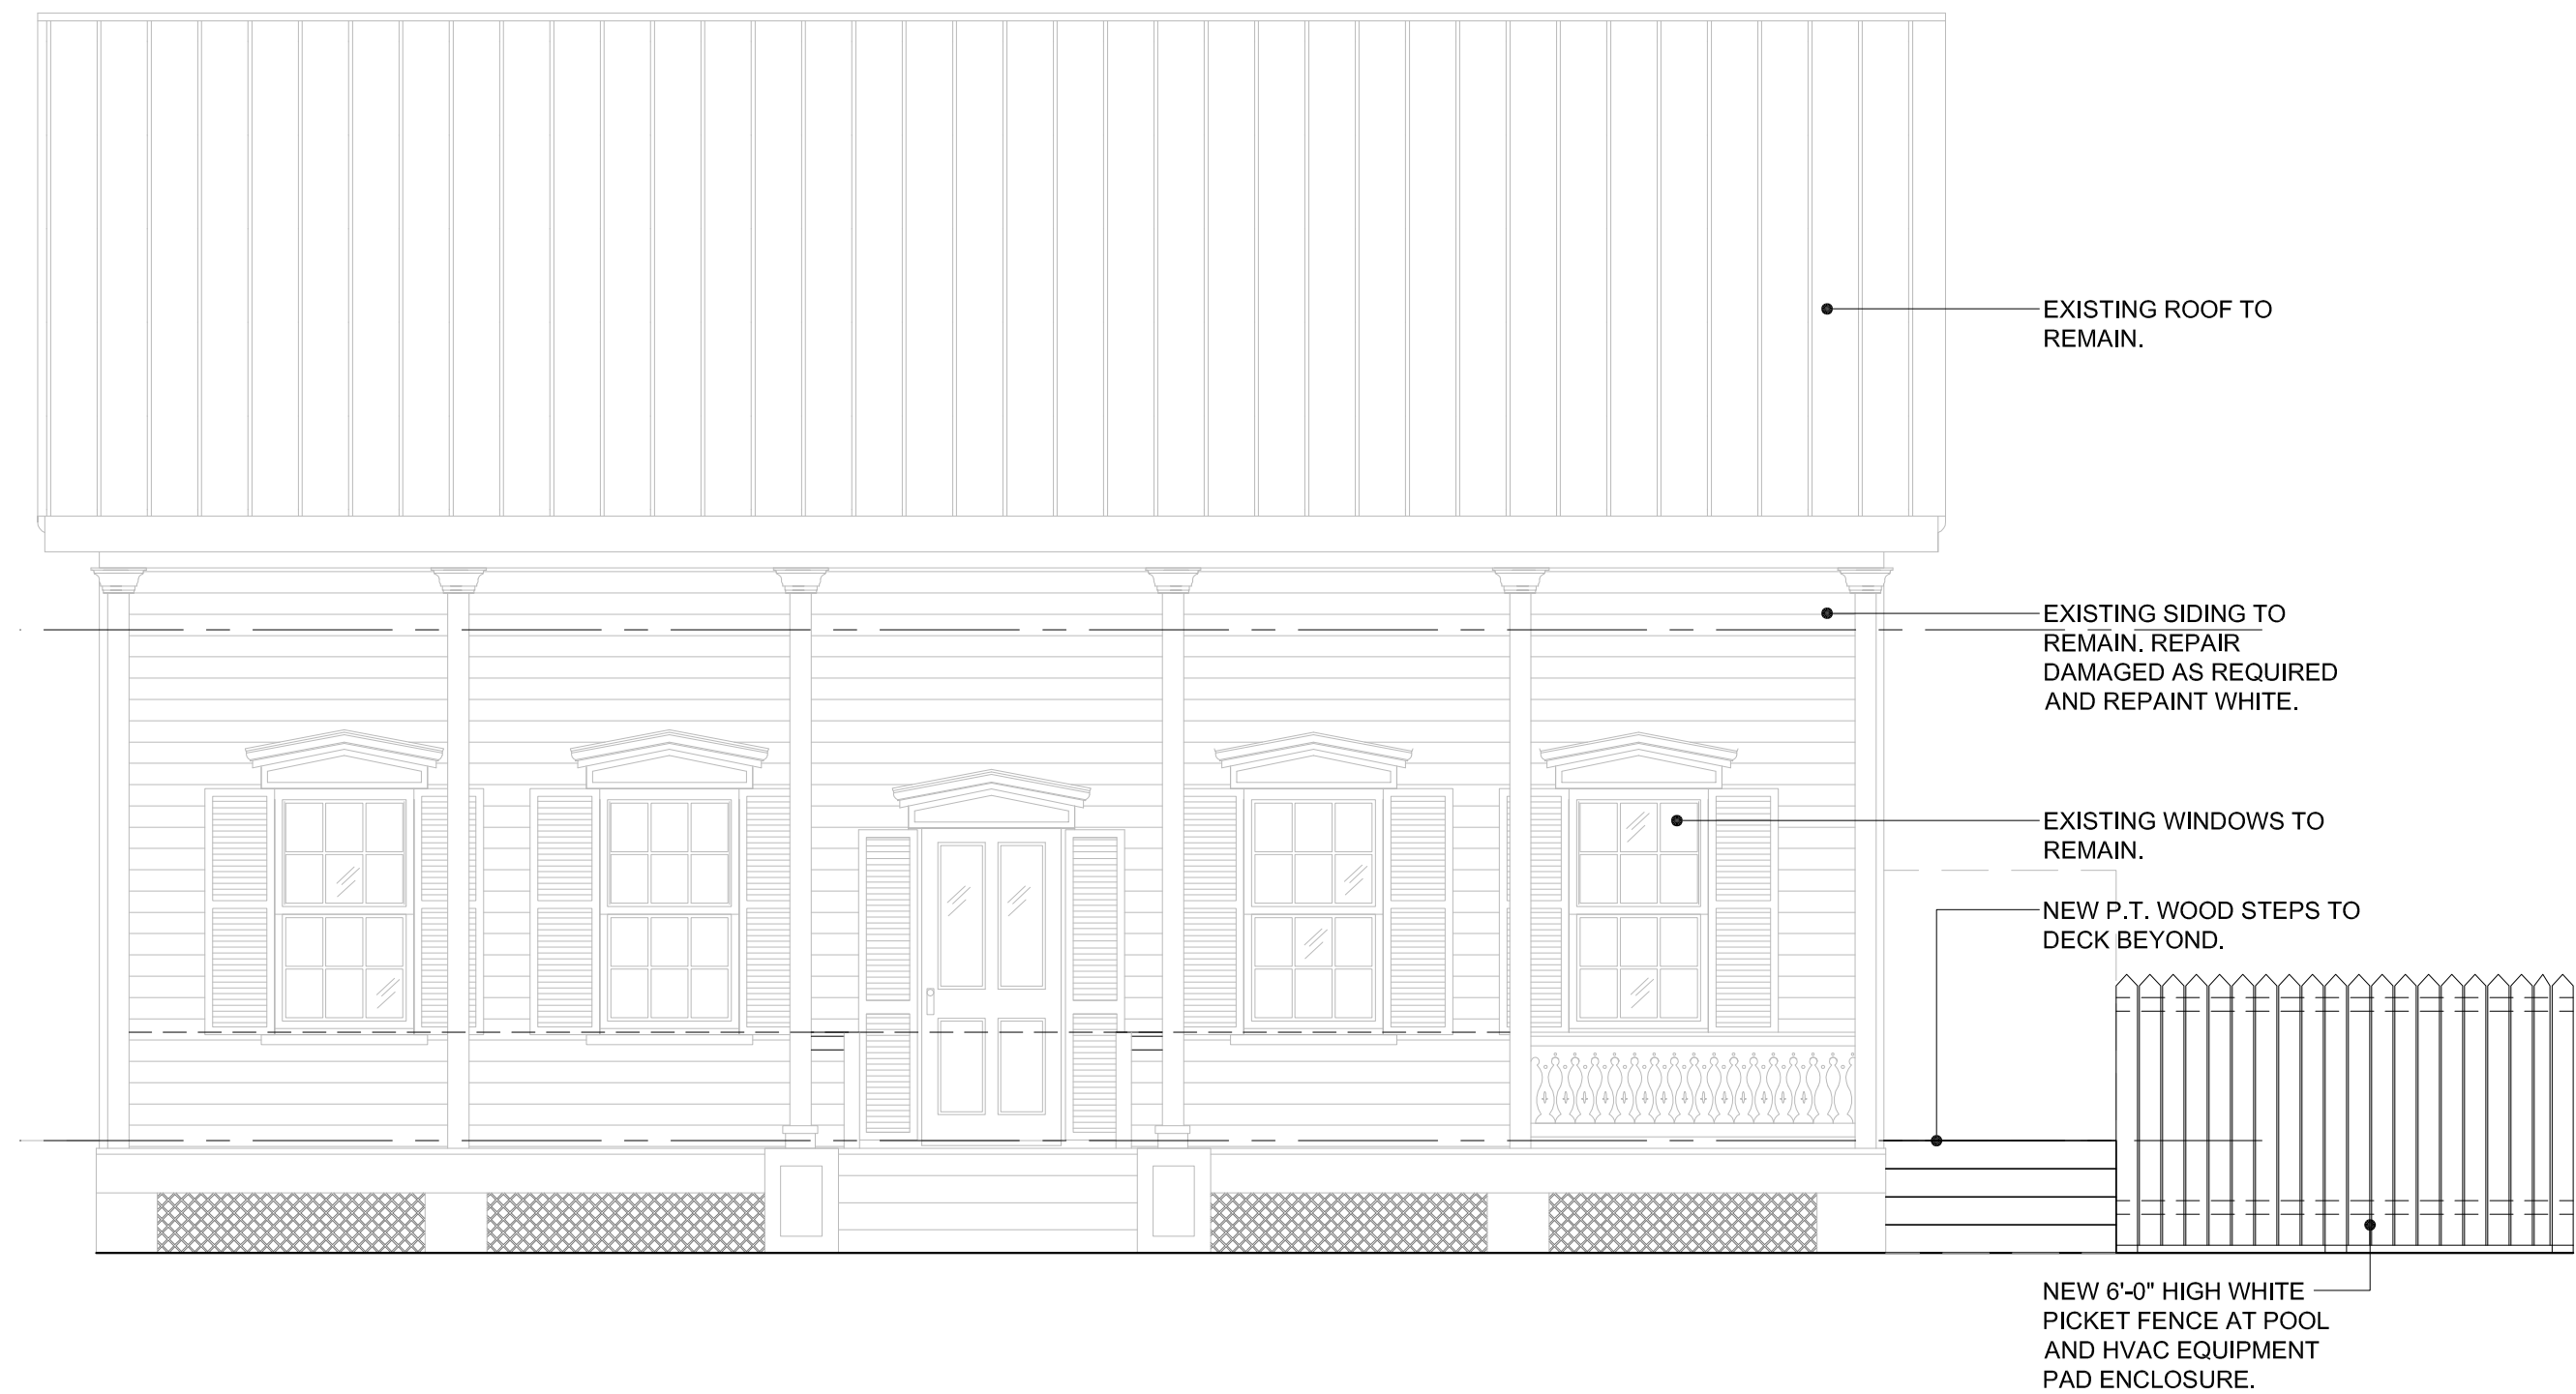 EXISTING ROOF TO
REMAIN.
EXISTING SIDING TO
REMAIN. REPAIR
DAMAGED AS REQUIRED
AND REPAINT WHITE.
EXISTING WINDOWS TO
REMAIN.
NEW P.T. WOOD STEPS TO
DECK BEYOND.
NEW 6'-0" HIGH WHITE
PICKET FENCE AT POOL
AND HVAC EQUIPMENT
PAD ENCLOSURE.